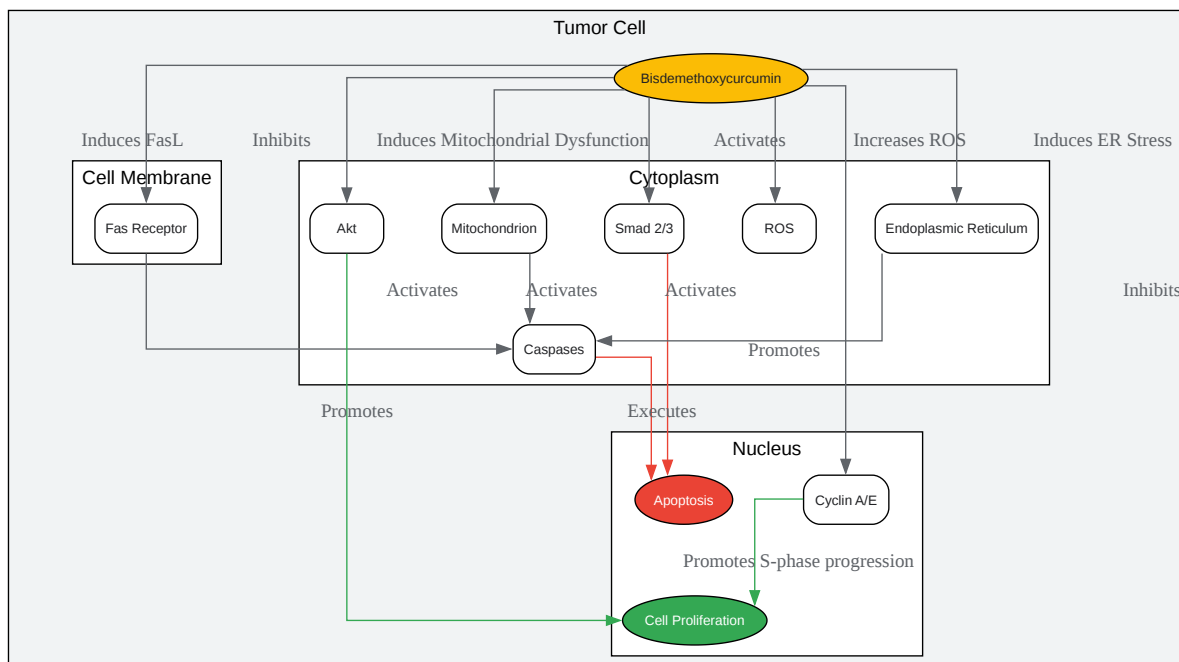 Tumor Cell
Bisdemethoxycurcumin
Induces FasL
Inhibits
Induces Mitochondrial Dysfunction
Activates
Increases ROS
Induces ER Stress
Cell Membrane
Cytoplasm
Fas Receptor
Akt
Mitochondrion
Smad 2/3
ROS
Endoplasmic Reticulum
Activates
Activates
Activates
Inhibits
Caspases
Promotes
Promotes
Executes
Nucleus
Apoptosis
Cyclin A/E
Promotes S-phase progression
Cell Proliferation